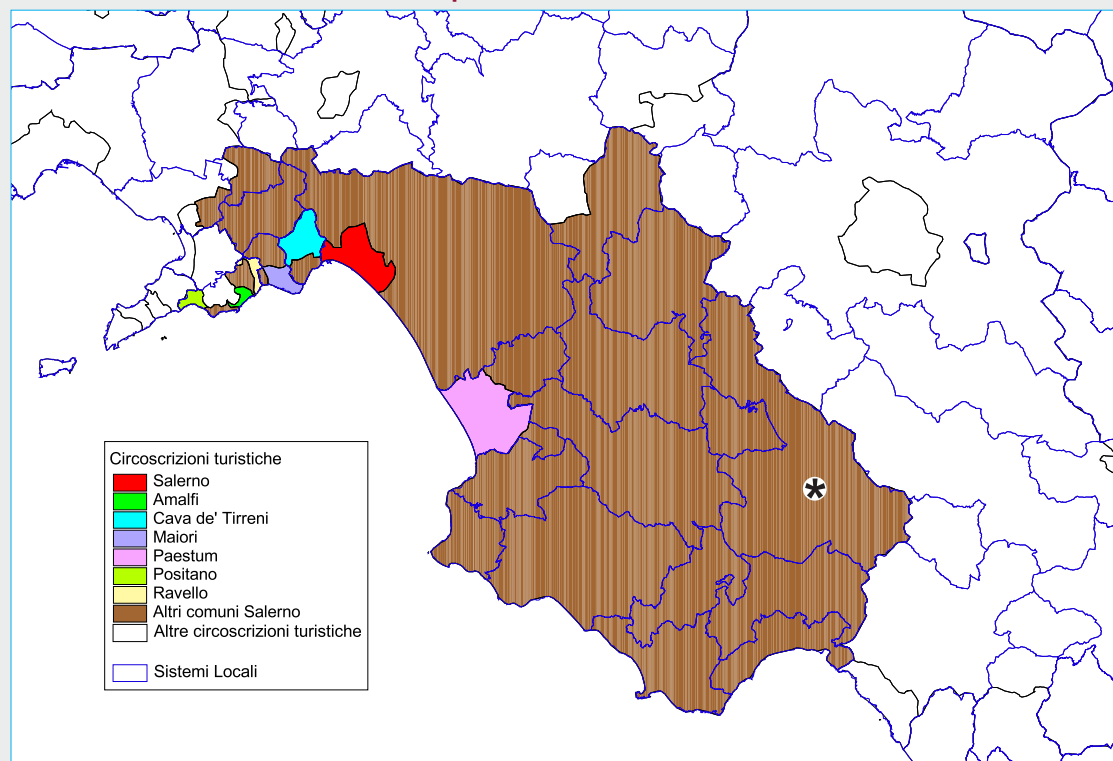 Circoscrizioni turistiche
Salerno
Amalfi
Cava de' Tirreni
Maiori
Paestum
Positano
Ravello
Altri comuni Salerno
Altre circoscrizioni turistiche
Sistemi Locali
*